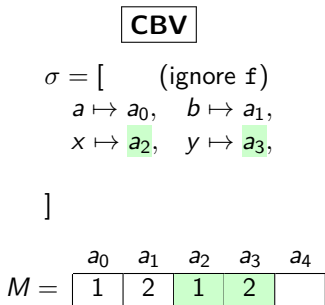 CBV
σ = [ (ignore f)
a ↦ a₀, b ↦ a₁,
x ↦ a₂, y ↦ a₃,
]
a₀ a₁ a₂ a₃ a₄
M = 1 2 1 2